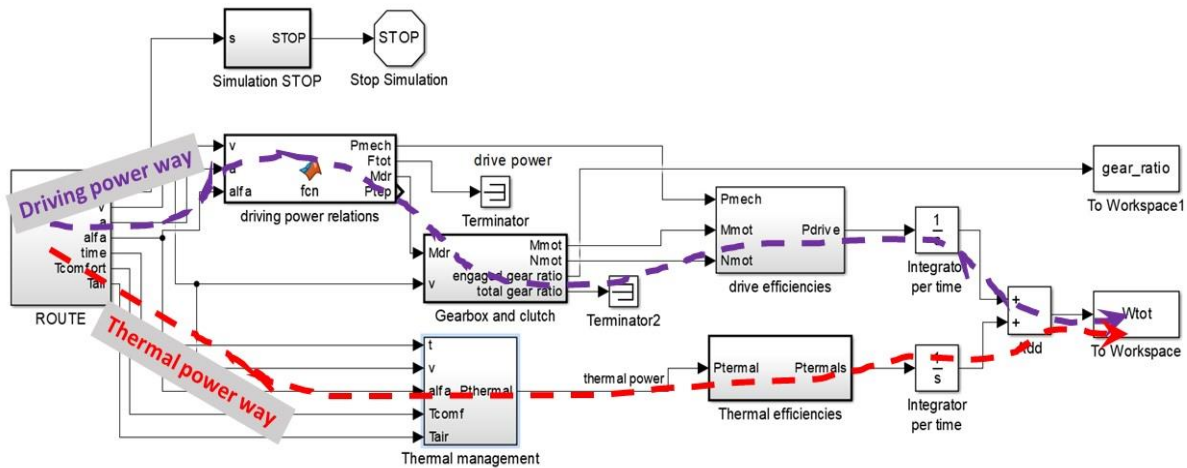 s STOP
Simulation STOP
STOP
Stop Simulation
Driving power way
v
a
alfa
time
Tcomfort
Tair
ROUTE
v
a
alfa
fcn
Pmech
Ftot
Mdr
Ptep
driving power relations
drive power
Terminator
Mdr
v
Mmot
Nmot
engaged gear ratio
total gear ratio
Gearbox and clutch
Terminator2
Pmech
Mmot
Nmot
Pdrive
drive efficiencies
gear_ratio
To Workspace1
1
Integrator
per time
+
+
Add
Wtot
To Workspace
Thermal power way
t
v
alfa
Tcomf
Tair
Pthermal
Thermal management
thermal power
Ptermal
Ptermals
Thermal efficiencies
1
s
Integrator
per time